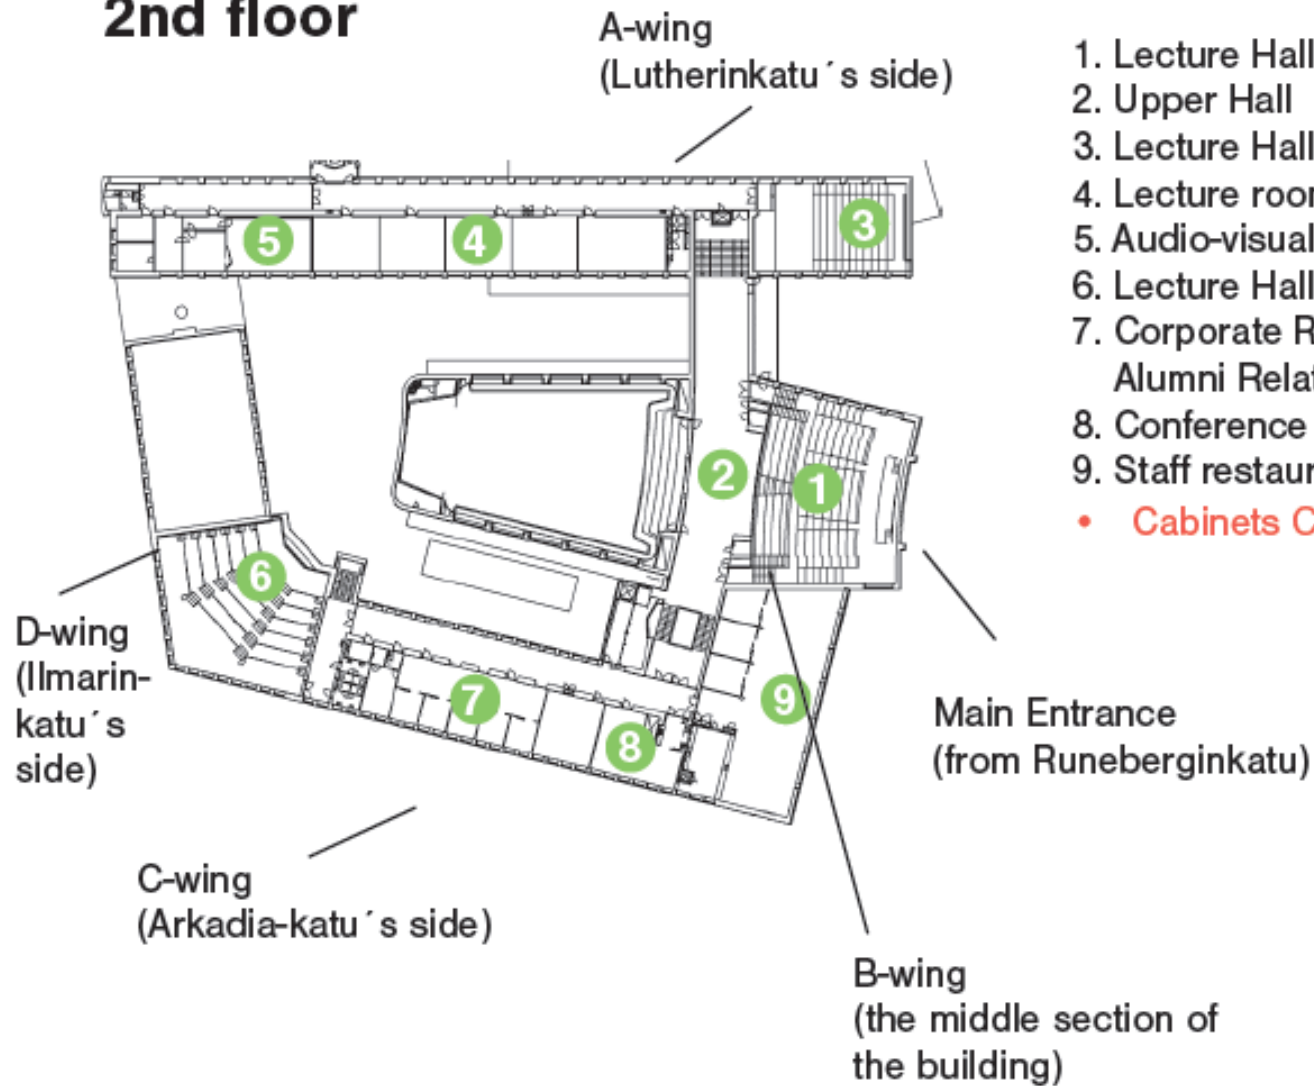 2nd floor
A-wing
(Lutherinkatu´s side)
1. Lecture Hall
2. Upper Hall
3. Lecture Hall
4. Lecture
5. Audio-visual
6. Lecture Hall
7. Corporate
Alumni
8. Conference
9. Staff
• Cabinets
5
4
3
2
1
6
7
8
9
D-wing
(Ilmarin-
katu´s
side)
Main Entrance
(from Runeberginkatu)
C-wing
(Arkadia-katu´s side)
B-wing
(the middle section of
the building)